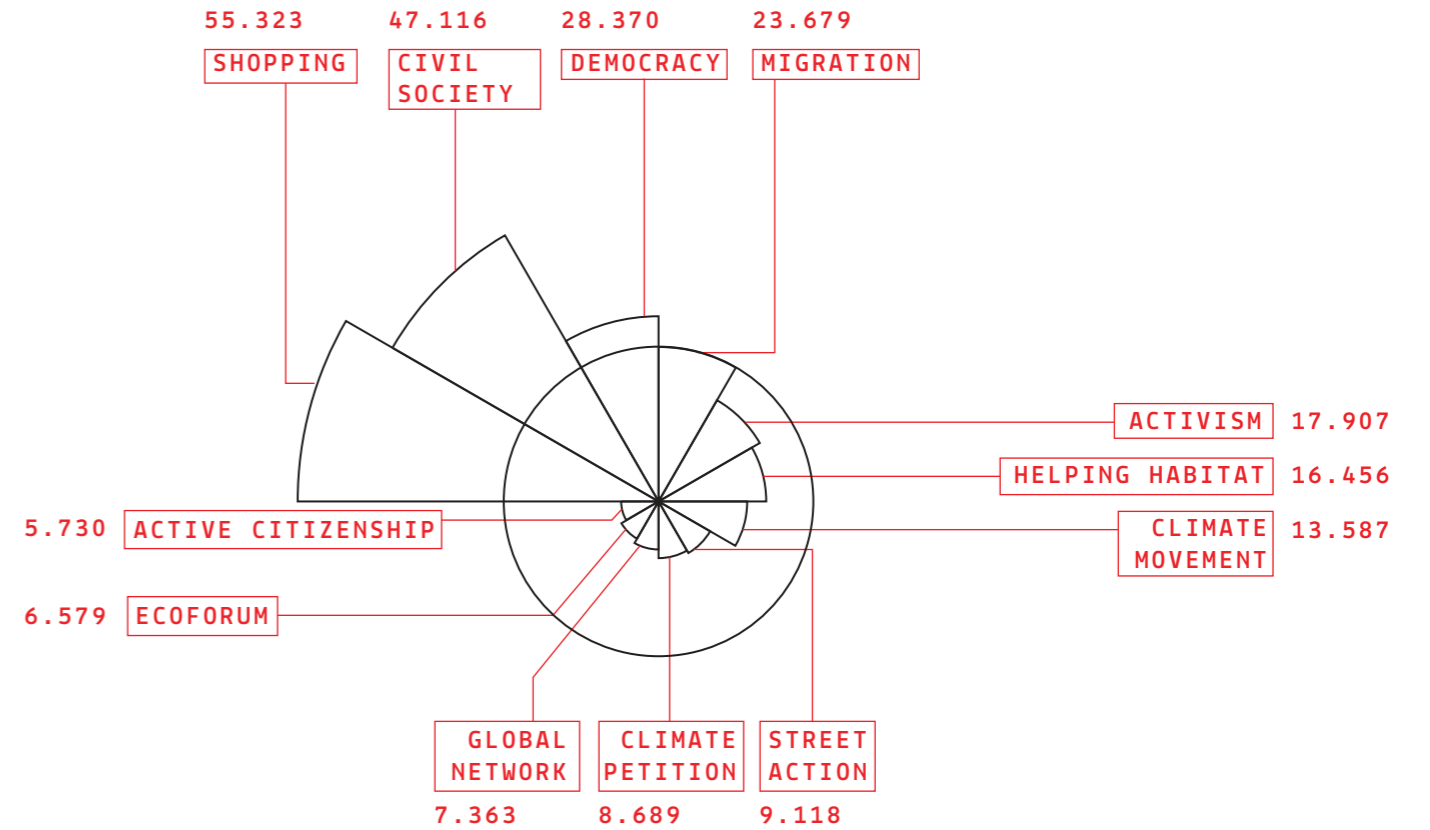 55.323
SHOPPING
47.116
CIVIL
SOCIETY
28.370
DEMOCRACY
23.679
MIGRATION
ACTIVISM 17.907
HELPING HABITAT 16.456
CLIMATE
MOVEMENT
13.587
5.730 ACTIVE CITIZENSHIP
6.579 ECOFORUM
GLOBAL
NETWORK
7.363
CLIMATE
PETITION
8.689
STREET
ACTION
9.118